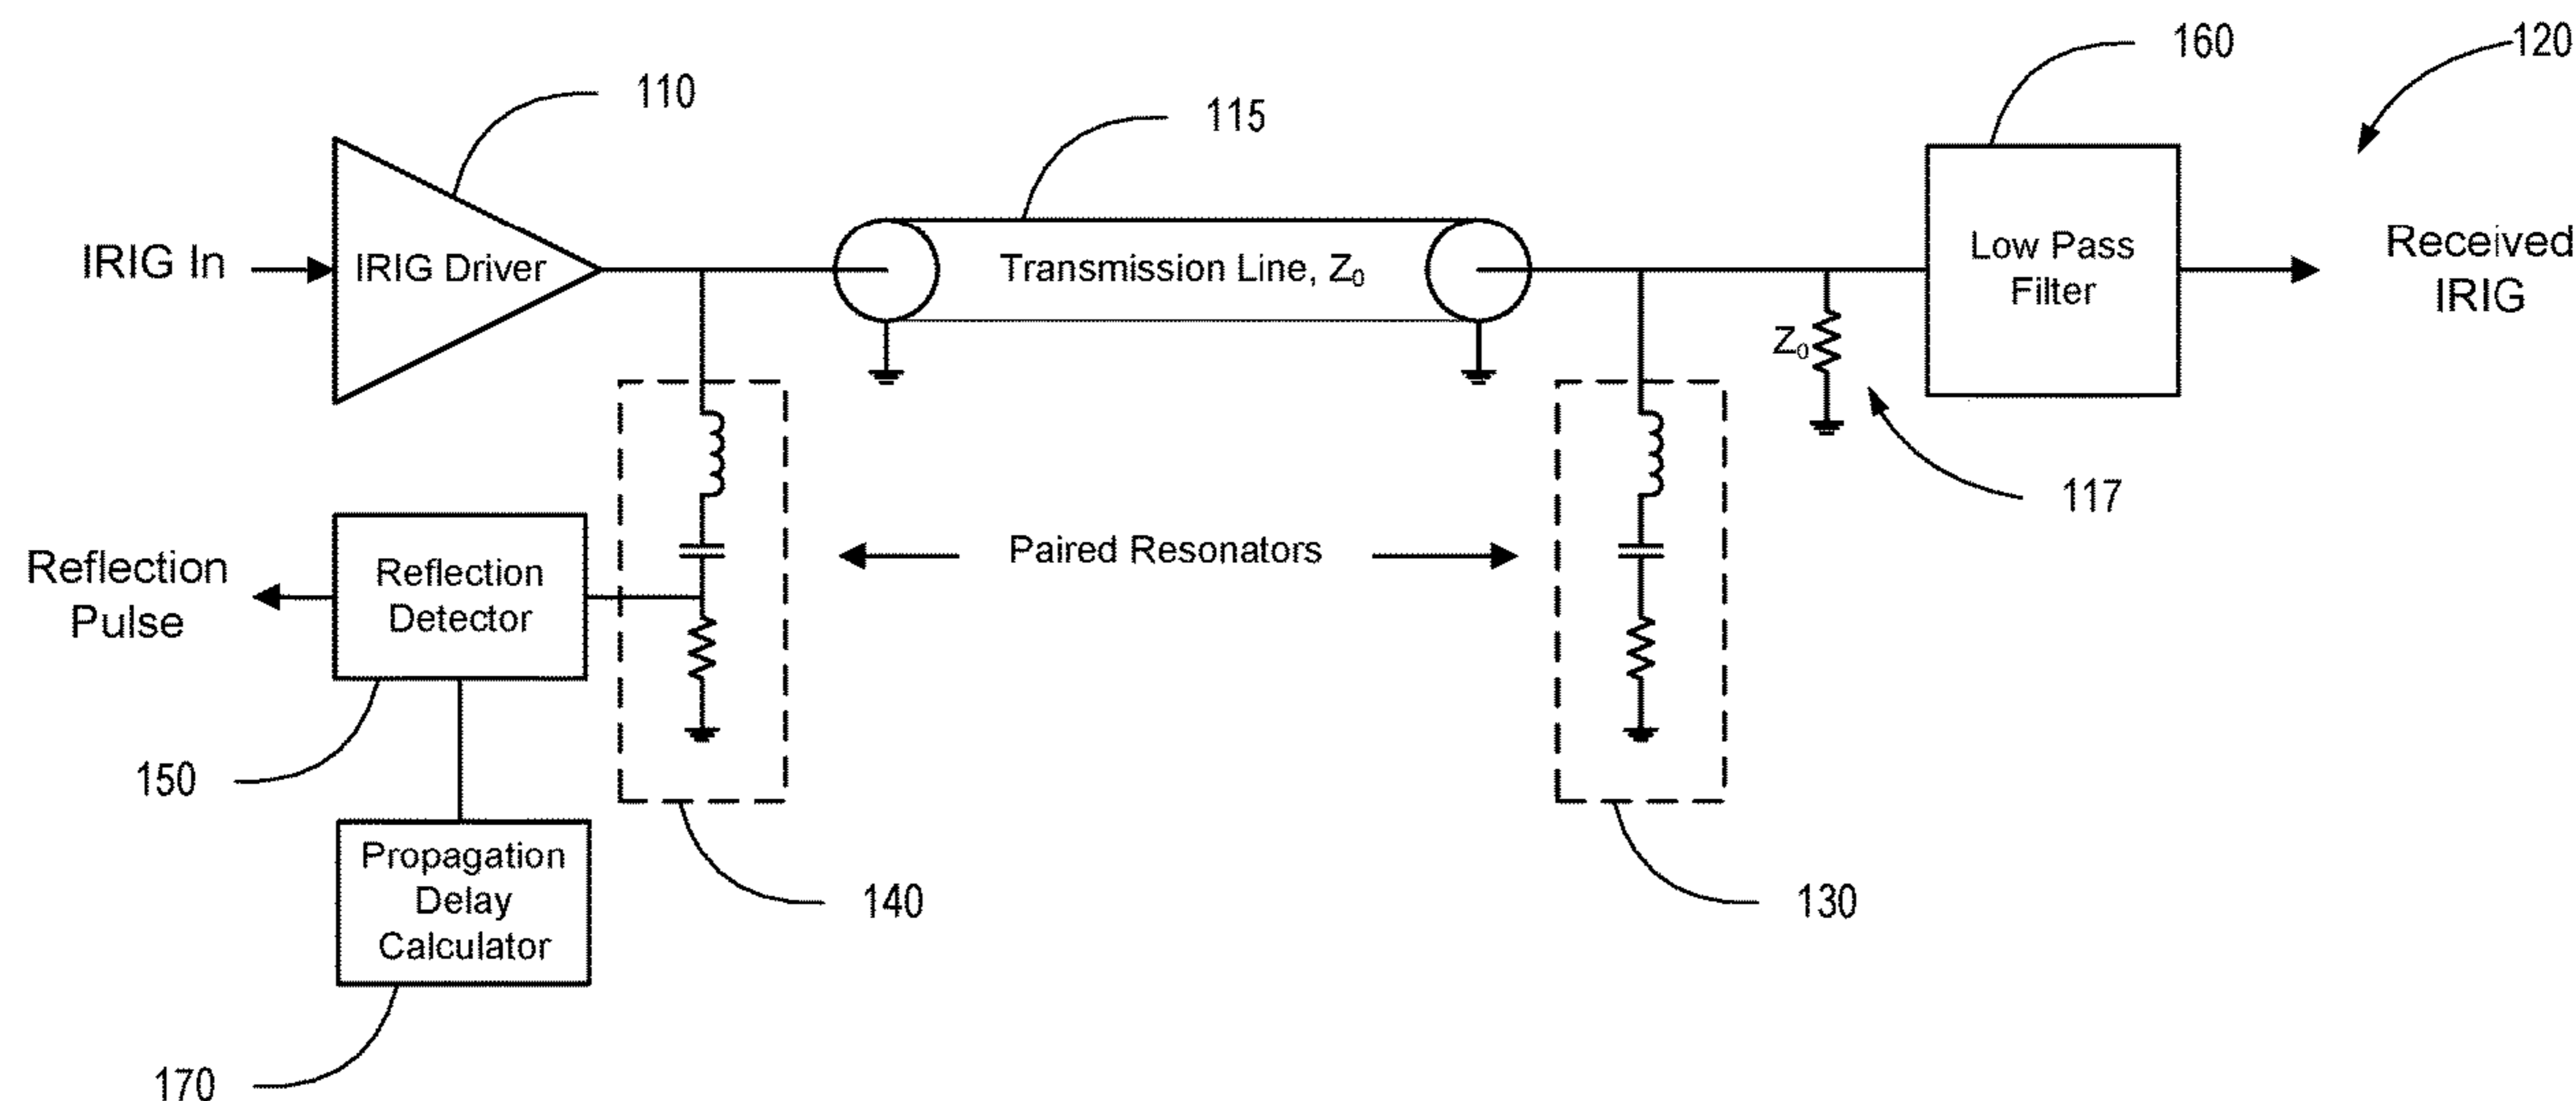 160
120
110
115
IRIG In
IRIG Driver
Transmission Line, Z₀
Low Pass
Filter
Received
IRIG
Z₀
117
Paired Resonators
Reflection
Pulse
Reflection
Detector
150
140
130
Propagation
Delay
Calculator
170